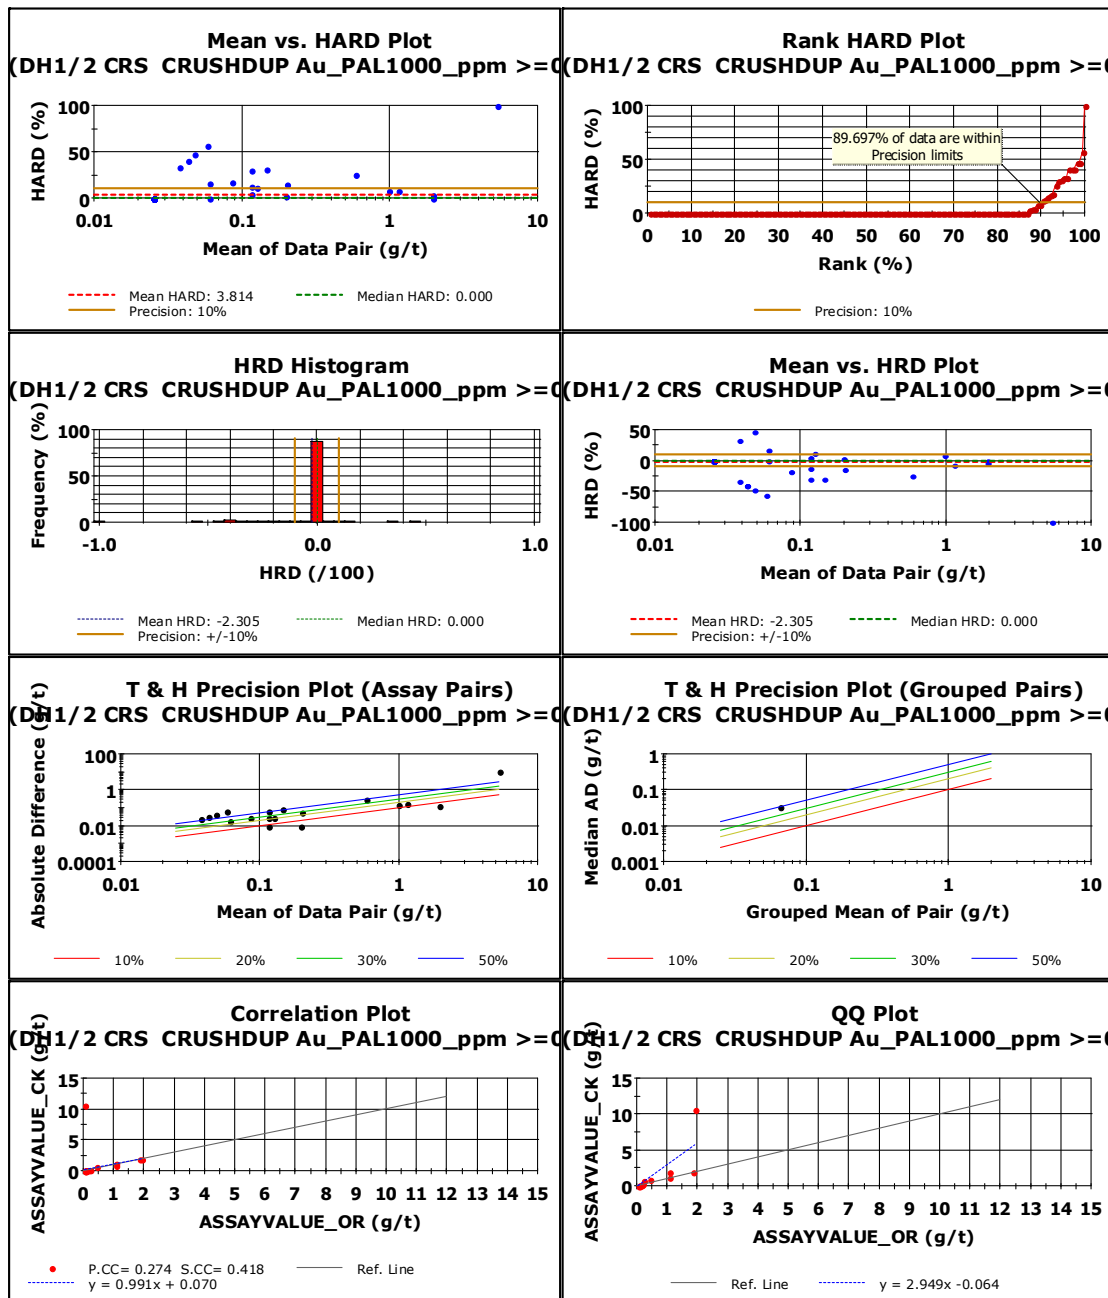 Mean vs. HARD Plot
(DH1/2 CRS CRUSHDUP Au_PAL1000_ppm >=0
HARD (%)
100
50
0
0.01 0.1 1 10
Mean of Data Pair (g/t)
Mean HARD: 3.814 Median HARD: 0.000
Precision: 10%
Rank HARD Plot
(DH1/2 CRS CRUSHDUP Au_PAL1000_ppm >=0
HARD (%)
100
50
0
89.697% of data are within
Precision limits
0 10 20 30 40 50 60 70 80 90 100
Rank (%)
Precision: 10%
HRD Histogram
(DH1/2 CRS CRUSHDUP Au_PAL1000_ppm >=0
Frequency (%)
100
50
0
-1.0 0.0 1.0
HRD (/100)
Mean HRD: -2.305 Median HRD: 0.000
Precision: +/-10%
Mean vs. HRD Plot
(DH1/2 CRS CRUSHDUP Au_PAL1000_ppm >=0
HRD (%)
50
0
-50
-100
0.01 0.1 1 10
Mean of Data Pair (g/t)
Mean HRD: -2.305 Median HRD: 0.000
Precision: +/-10%
T & H Precision Plot (Assay Pairs)
(DH1/2 CRS CRUSHDUP Au_PAL1000_ppm >=0
Absolute Difference (g/t)
100
1
0.01
0.0001
0.01 0.1 1 10
Mean of Data Pair (g/t)
10% 20% 30% 50%
T & H Precision Plot (Grouped Pairs)
(DH1/2 CRS CRUSHDUP Au_PAL1000_ppm >=0
Median AD (g/t)
1
0.1
0.01
0.001
0.01 0.1 1 10
Grouped Mean of Pair (g/t)
10% 20% 30% 50%
Correlation Plot
(DH1/2 CRS CRUSHDUP Au_PAL1000_ppm >=0
ASSAYVALUE_CK (g/t)
15
10
5
0
0 1 2 3 4 5 6 7 8 9 10 11 12 13 14 15
ASSAYVALUE_OR (g/t)
P.CC= 0.274 S.CC= 0.418 Ref. Line
y = 0.991x + 0.070
QQ Plot
(DH1/2 CRS CRUSHDUP Au_PAL1000_ppm >=0
ASSAYVALUE_CK (g/t)
15
10
5
0
0 1 2 3 4 5 6 7 8 9 10 11 12 13 14 15
ASSAYVALUE_OR (g/t)
Ref. Line y = 2.949x -0.064